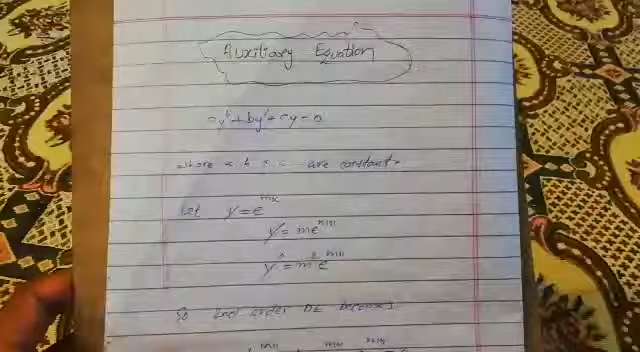 Auxiliary Equation
ay" + by' + cy = 0
where a, b & c are constant.
Let y = e^mx
y' = me^mx
y" = m²e^mx
So 2nd order DE becomes